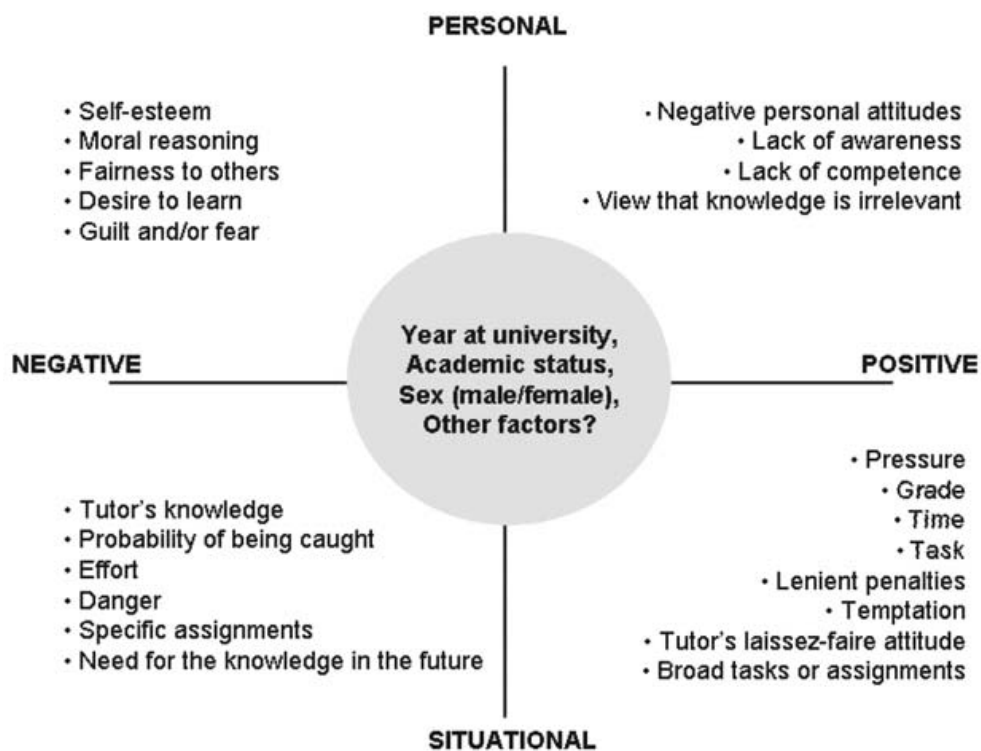 PERSONAL
• Self-esteem
• Moral reasoning
• Fairness to others
• Desire to learn
• Guilt and/or fear
• Negative personal attitudes
• Lack of awareness
• Lack of competence
• View that knowledge is irrelevant
NEGATIVE
Year at university,
Academic status,
Sex (male/female),
Other factors?
POSITIVE
• Tutor's knowledge
• Probability of being caught
• Effort
• Danger
• Specific assignments
• Need for the knowledge in the future
• Pressure
• Grade
• Time
• Task
• Lenient penalties
• Temptation
• Tutor's laissez-faire attitude
• Broad tasks or assignments
SITUATIONAL